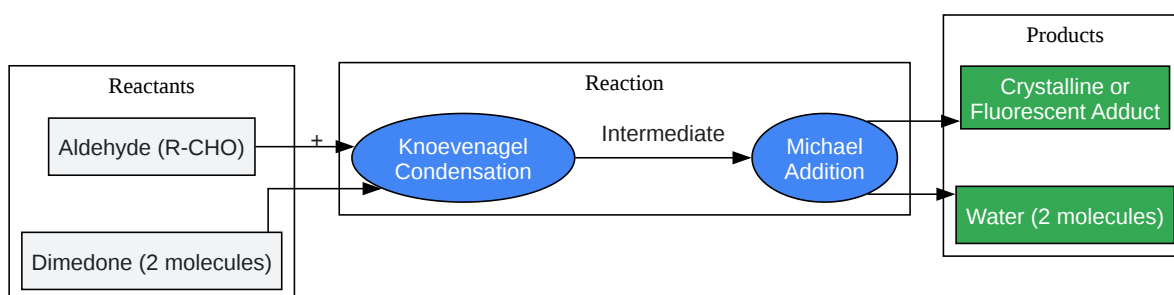 Reactants
Aldehyde (R-CHO)
Dimedone (2 molecules)
+
Reaction
Knoevenagel
Condensation
Intermediate
Michael
Addition
Products
Crystalline or
Fluorescent Adduct
Water (2 molecules)